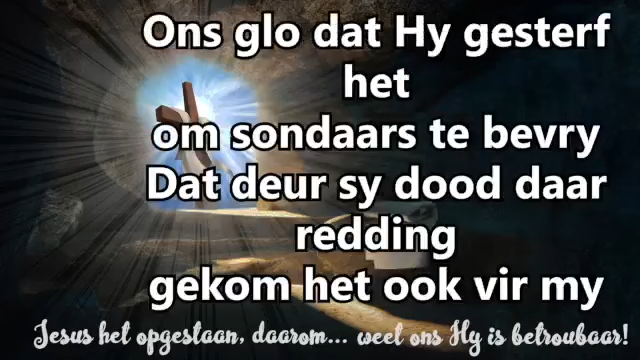 Ons glo dat Hy gesterf
het
om sondaars te bevry
Dat deur sy dood daar
redding
gekom het ook vir my
Jesus het opgestaan, daarom... weet ons Hy is betroubaar!